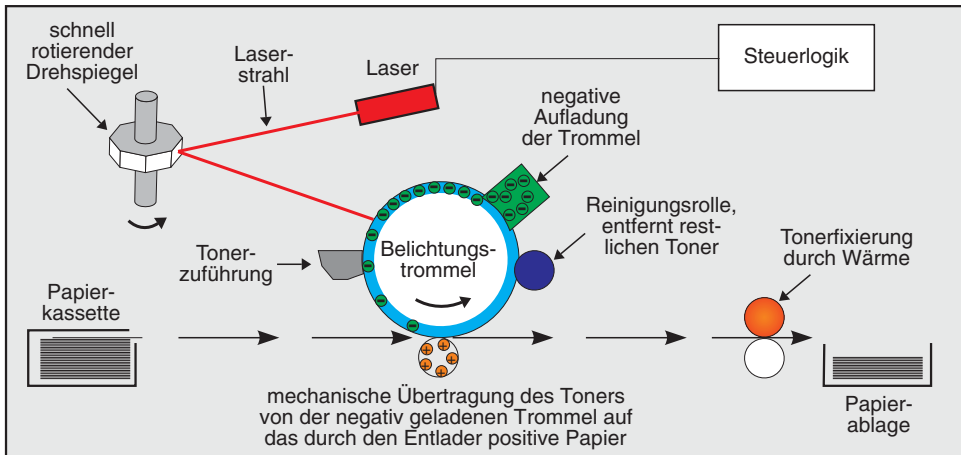 schnell
rotierender
Drehspiegel
Laser-
strahl
Laser
Steuerlogik
negative
Aufladung
der Trommel
Reinigungsrolle,
entfernt rest-
lichen Toner
Toner-
zuführung
Belichtungs-
trommel
Tonerfixierung
durch Wärme
Papier-
kassette
mechanische Übertragung des Toners
von der negativ geladenen Trommel auf
das durch den Entlader positive Papier
Papier-
ablage